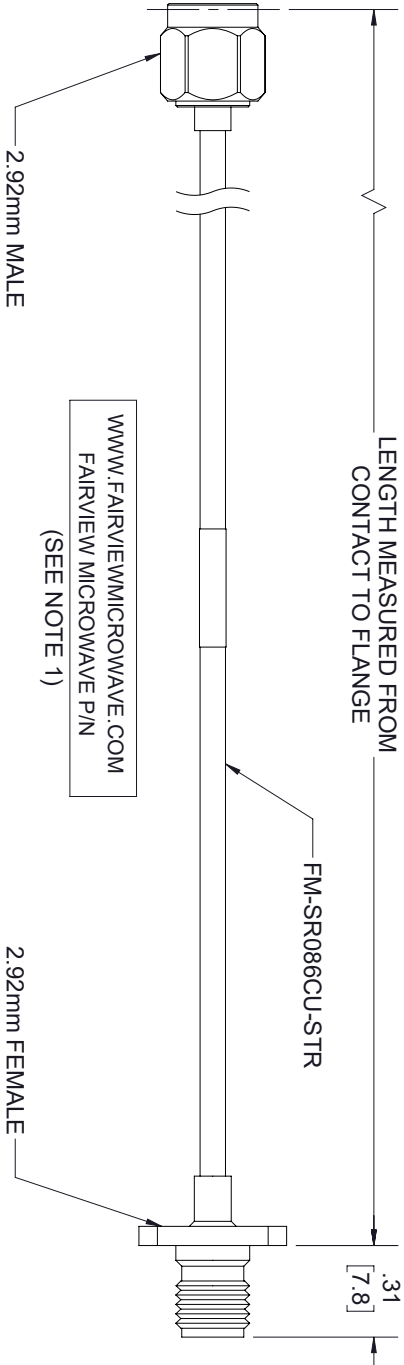 LENGTH MEASURED FROM
CONTACT TO FLANGE
.31
[7.8]
FM-SR086CU-STR
2.92mm MALE
WWW.FAIRVIEWMICROWAVE.COM
FAIRVIEW MICROWAVE P/N
(SEE NOTE 1)
2.92mm FEMALE